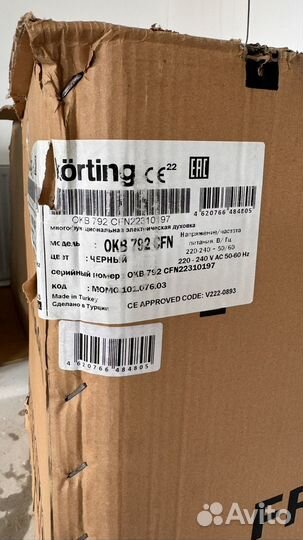 körting CE 22 EAC
OKB 792 CFN22310197
4 620766 484805
многофункциональная электрическая духовка
модель : OKB 792 CFN
Напряжение/частота
питания, В/ Гц
цвет : ЧЕРНЫЙ
220-240 ~ 50/60
220 - 240 V AC 50-60 Hz
серийный номер : OKB 792 CFN22310197
код : MOMG.101.076.03
Made in Turkey
Сделано в Турции
CE APPROVED CODE: V222-0893
4 620766 484805
Avito